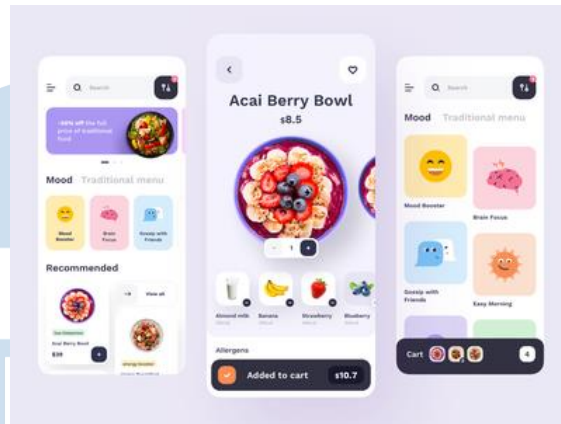 Search
-50% off the full
price of traditional
food
Mood Traditional menu
Mood
Booster
Brain
Focus
Gossip with
Friends
Recommended
Acai Berry Bowl
$39
View all
Acai Berry Bowl
$8.5
1
Almond milk
Banana
Strawberry
Blueberry
Allergens
Added to cart
$10.7
Search
Mood Traditional menu
Mood Booster
Brain Focus
Gossip with
Friends
Easy Morning
Cart
4